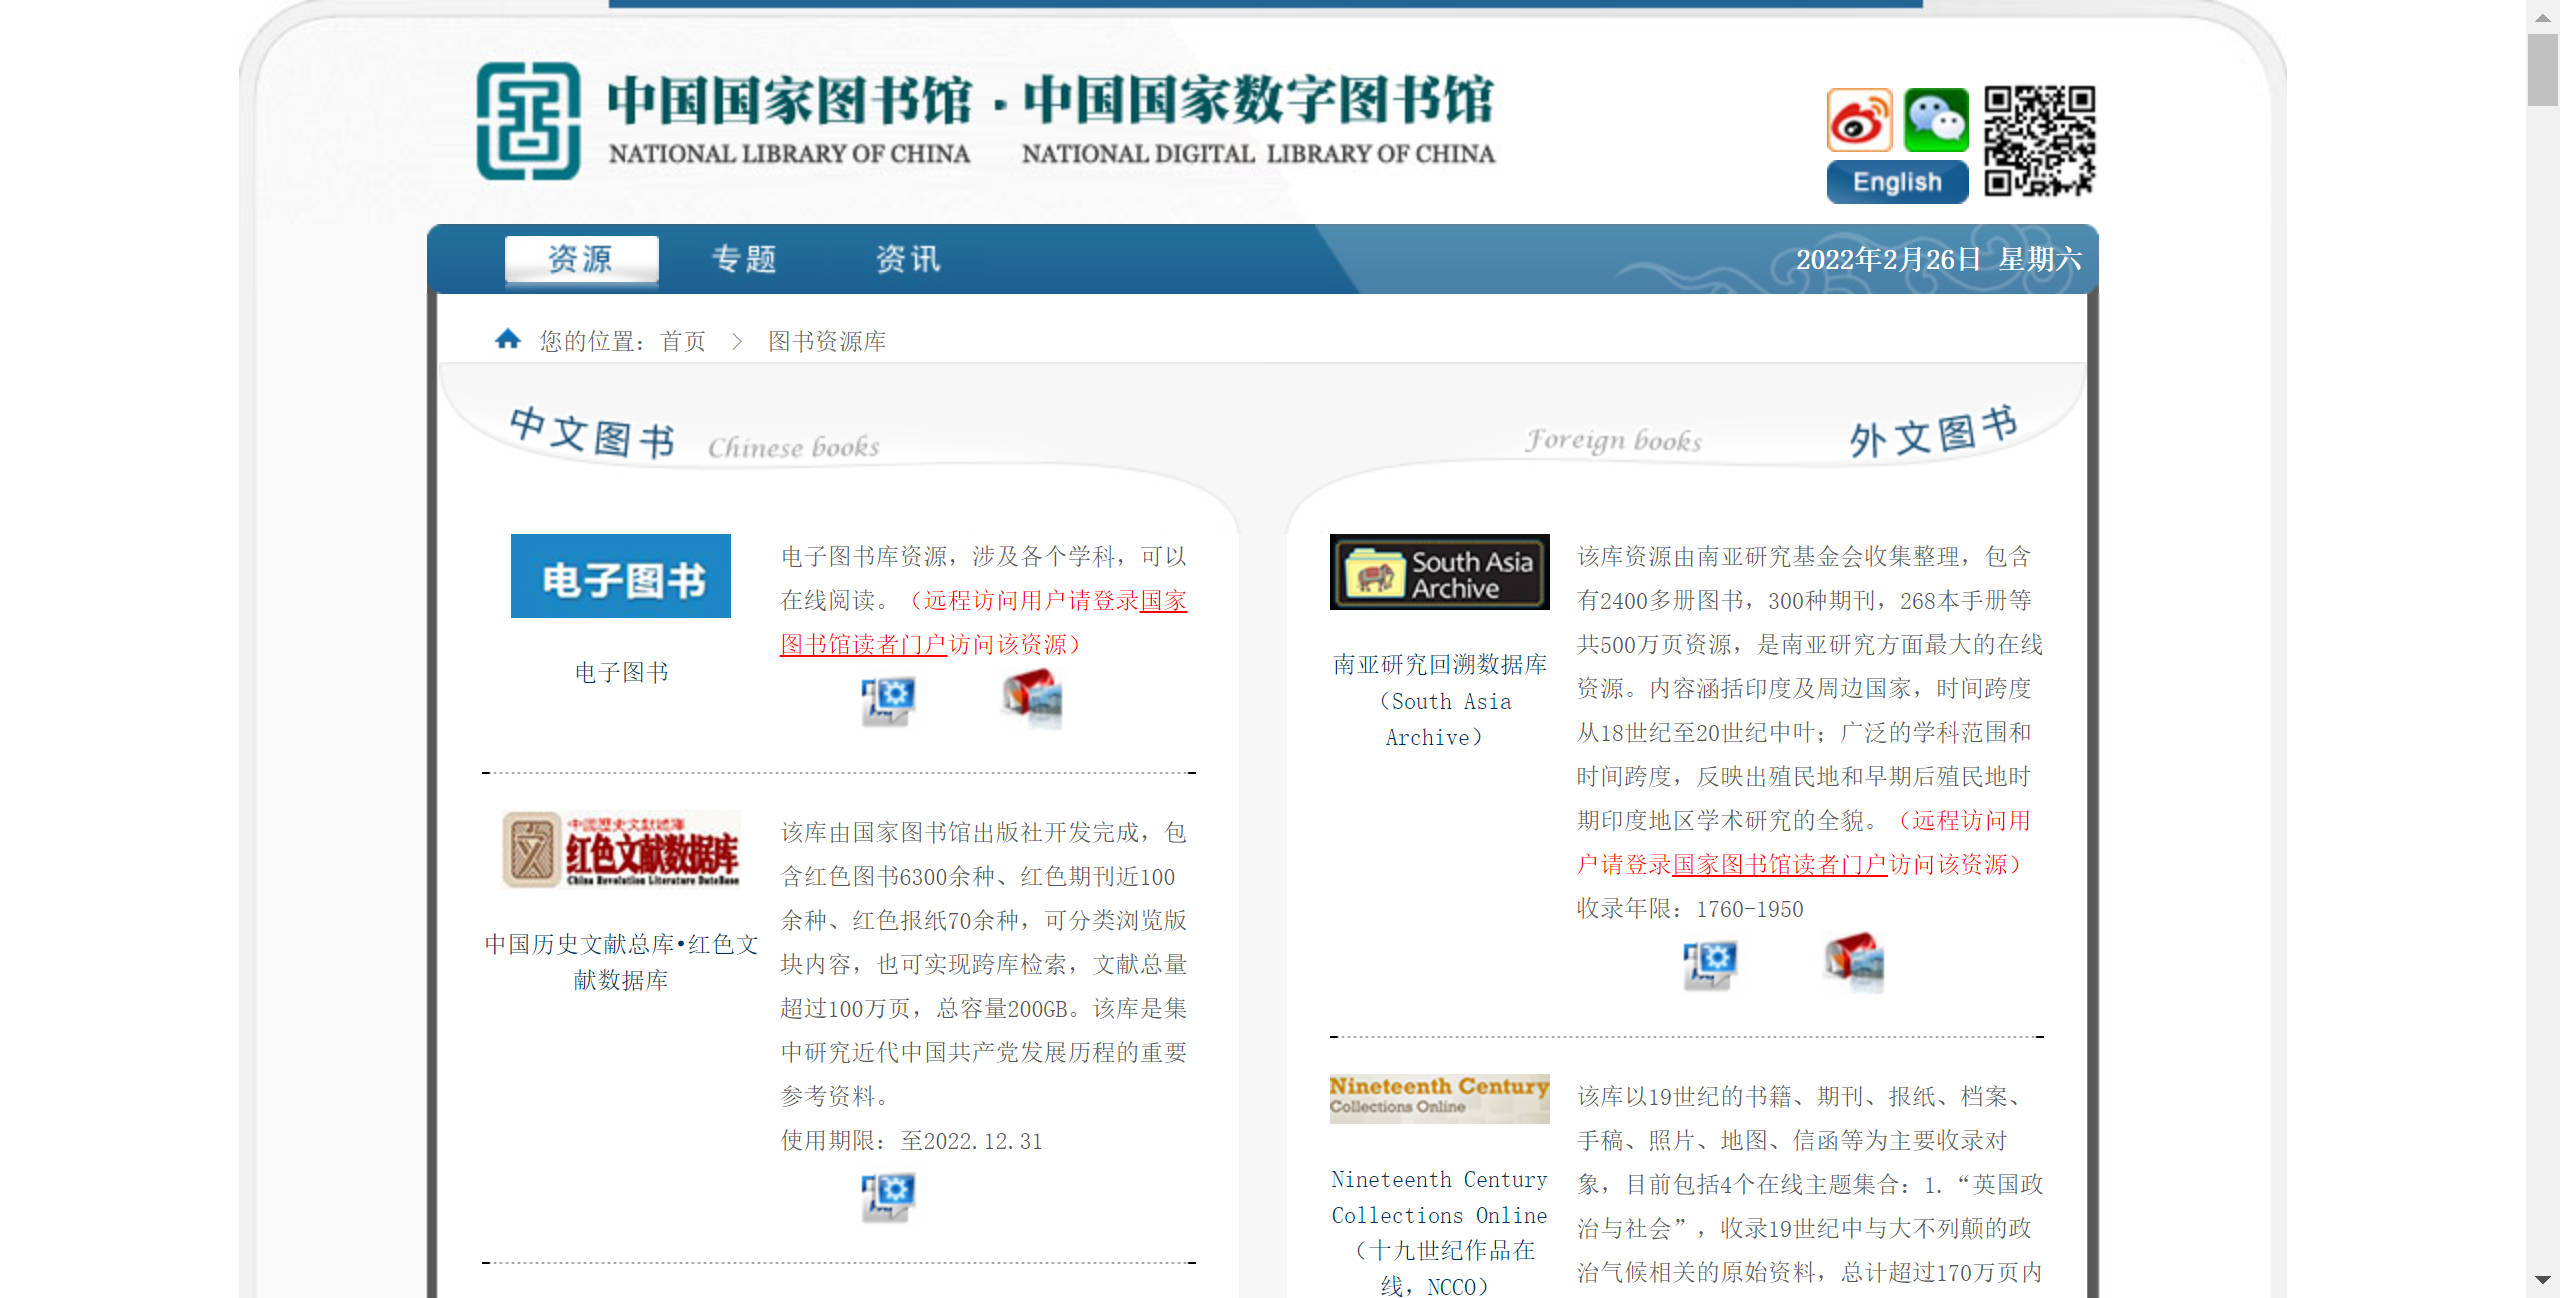 中国国家图书馆·中国国家数字图书馆
NATIONAL LIBRARY OF CHINA NATIONAL DIGITAL LIBRARY OF CHINA
English
资源 专题 资讯 2022年2月26日 星期六
您的位置：首页 > 图书资源库
中文图书 Chinese books
电子图书
电子图书
电子图书库资源，涉及各个学科，可以
在线阅读。（远程访问用户请登录国家
图书馆读者门户访问该资源）
中国历史文献总库
红色文献数据库
China Revolution Literature DataBase
中国历史文献总库•红色文
献数据库
该库由国家图书馆出版社开发完成，包
含红色图书6300余种、红色期刊近100
余种、红色报纸70余种，可分类浏览版
块内容，也可实现跨库检索，文献总量
超过100万页，总容量200GB。该库是集
中研究近代中国共产党发展历程的重要
参考资料。
使用期限：至2022.12.31
Foreign books 外文图书
South Asia
Archive
南亚研究回溯数据库
（South Asia
Archive）
该库资源由南亚研究基金会收集整理，包含
有2400多册图书，300种期刊，268本手册等
共500万页资源，是南亚研究方面最大的在线
资源。内容涵括印度及周边国家，时间跨度
从18世纪至20世纪中叶；广泛的学科范围和
时间跨度，反映出殖民地和早期后殖民地时
期印度地区学术研究的全貌。（远程访问用
户请登录国家图书馆读者门户访问该资源）
收录年限：1760-1950
Nineteenth Century
Collections Online
Nineteenth Century
Collections Online
（十九世纪作品在
线，NCCO）
该库以19世纪的书籍、期刊、报纸、档案、
手稿、照片、地图、信函等为主要收录对
象，目前包括4个在线主题集合：1.“英国政
治与社会”，收录19世纪中与大不列颠的政
治气候相关的原始资料，总计超过170万页内